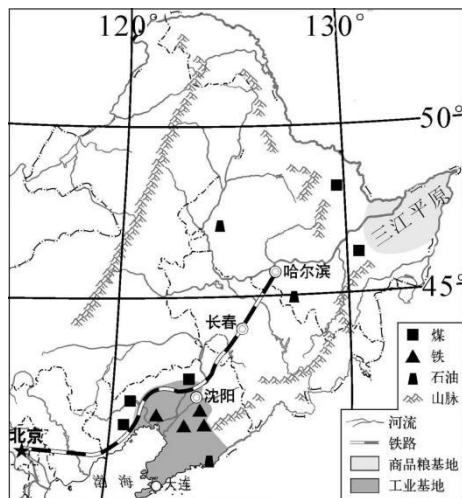 120°
130°
50°
三江平原
哈尔滨
45°
长春
沈阳
北京
渤海
大连
煤
铁
石油
山脉
河流
铁路
商品粮基地
工业基地